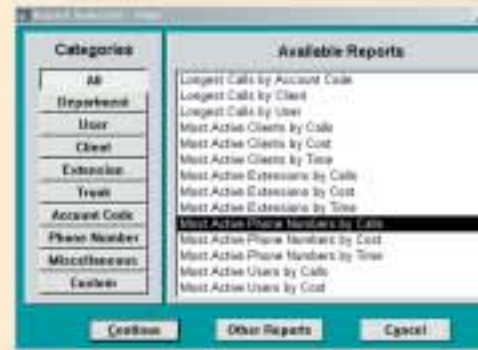 Categories
All
Department
User
Client
Extension
Trunk
Account Code
Phone Number
Miscellaneous
Custom
Available Reports
Longest Calls by Account Code
Longest Calls by Client
Longest Calls by User
Most Active Clients by Calls
Most Active Clients by Cost
Most Active Clients by Time
Most Active Extensions by Calls
Most Active Extensions by Cost
Most Active Extensions by Time
Most Active Phone Numbers by Calls
Most Active Phone Numbers by Cost
Most Active Phone Numbers by Time
Most Active Users by Calls
Most Active Users by Cost
Continue
Other Reports
Cancel